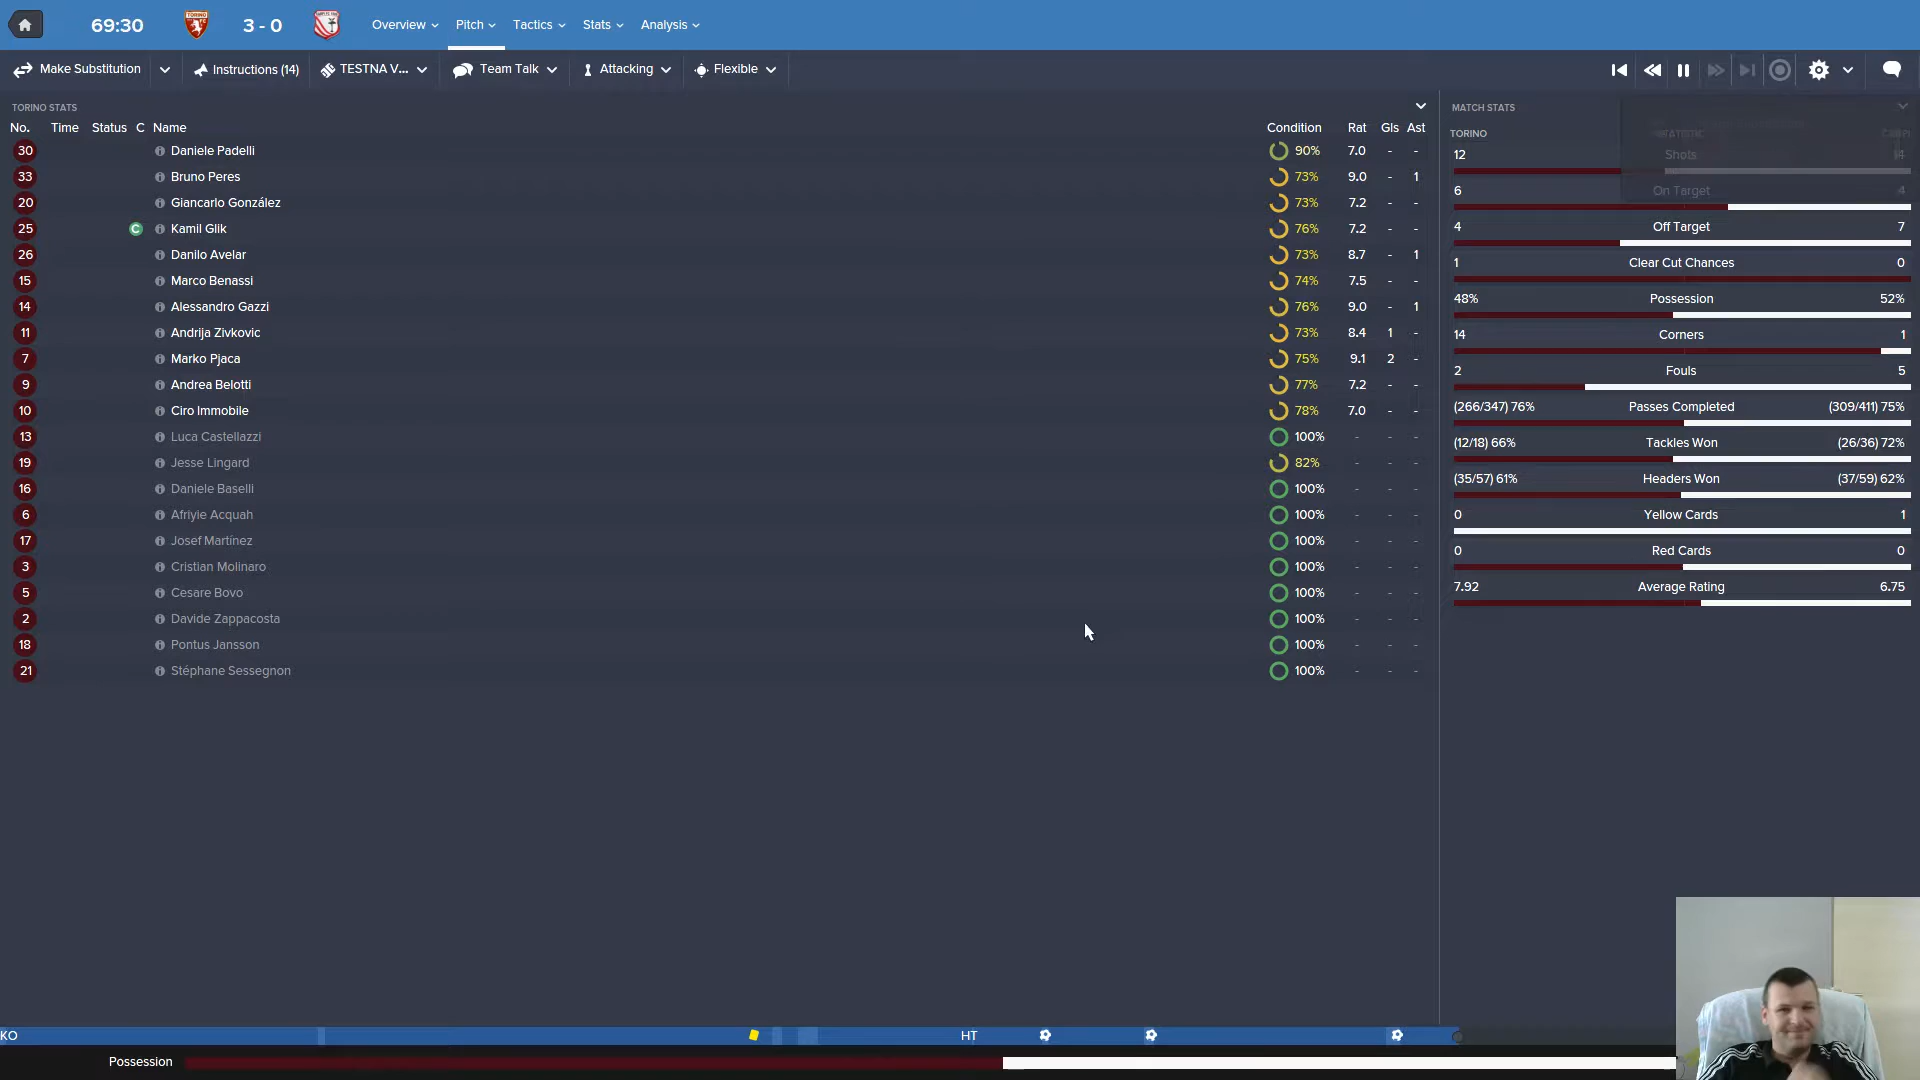 69:30 3 - 0 Overview Pitch Tactics Stats Analysis
Make Substitution Instructions (14) TESTNA V... Team Talk Attacking Flexible
TORINO STATS
No. Time Status C Name Condition Rat Gls Ast
30 Daniele Padelli 90% 7.0 - -
33 Bruno Peres 73% 9.0 - 1
20 Giancarlo González 73% 7.2 - -
25 C Kamil Glik 76% 7.2 - -
26 Danilo Avelar 73% 8.7 - 1
15 Marco Benassi 74% 7.5 - -
14 Alessandro Gazzi 76% 9.0 - 1
11 Andrija Zivkovic 73% 8.4 1 -
7 Marko Pjaca 75% 9.1 2 -
9 Andrea Belotti 77% 7.2 - -
10 Ciro Immobile 78% 7.0 - -
13 Luca Castellazzi 100% - - -
19 Jesse Lingard 82% - - -
16 Daniele Baselli 100% - - -
6 Afriyie Acquah 100% - - -
17 Josef Martínez 100% - - -
3 Cristian Molinaro 100% - - -
5 Cesare Bovo 100% - - -
2 Davide Zappacosta 100% - - -
18 Pontus Jansson 100% - - -
21 Stéphane Sessegnon 100% - - -
MATCH STATS
TORINO STATISTIC CARPI
12 Shots 14
6 On Target 4
4 Off Target 7
1 Clear Cut Chances 0
48% Possession 52%
14 Corners 1
2 Fouls 5
(266/347) 76% Passes Completed (309/411) 75%
(12/18) 66% Tackles Won (26/36) 72%
(35/57) 61% Headers Won (37/59) 62%
0 Yellow Cards 1
0 Red Cards 0
7.92 Average Rating 6.75
KO HT
Possession